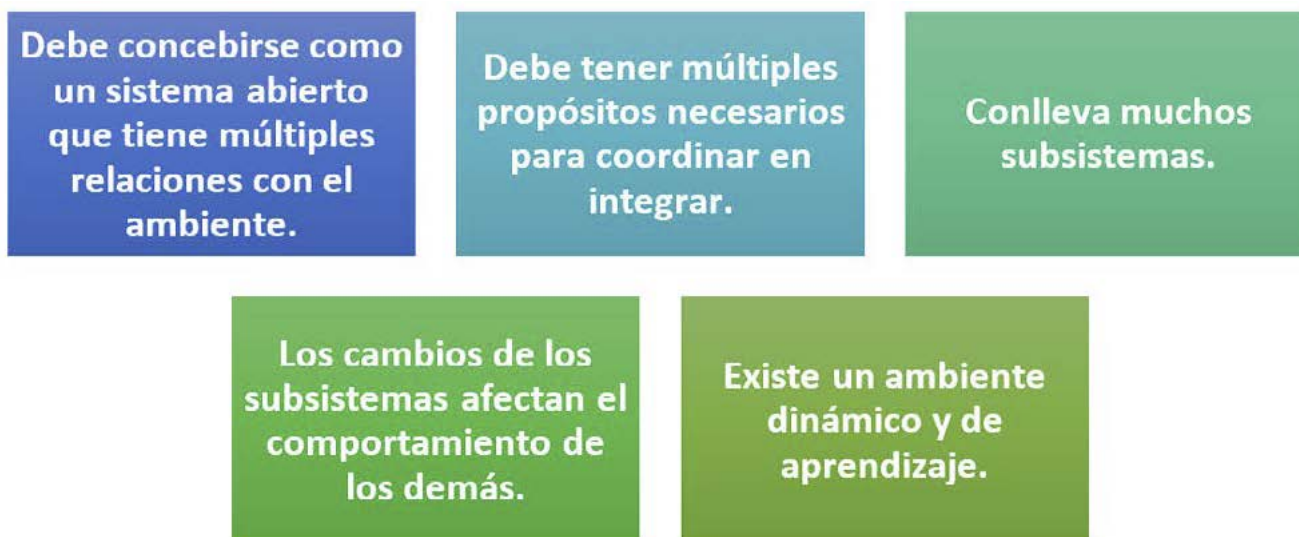 Debe concebirse como
un sistema abierto
que tiene múltiples
relaciones con el
ambiente.
Debe tener múltiples
propósitos necesarios
para coordinar en
integrar.
Conlleva muchos
subsistemas.
Los cambios de los
subsistemas afectan el
comportamiento de
los demás.
Existe un ambiente
dinámico y de
aprendizaje.